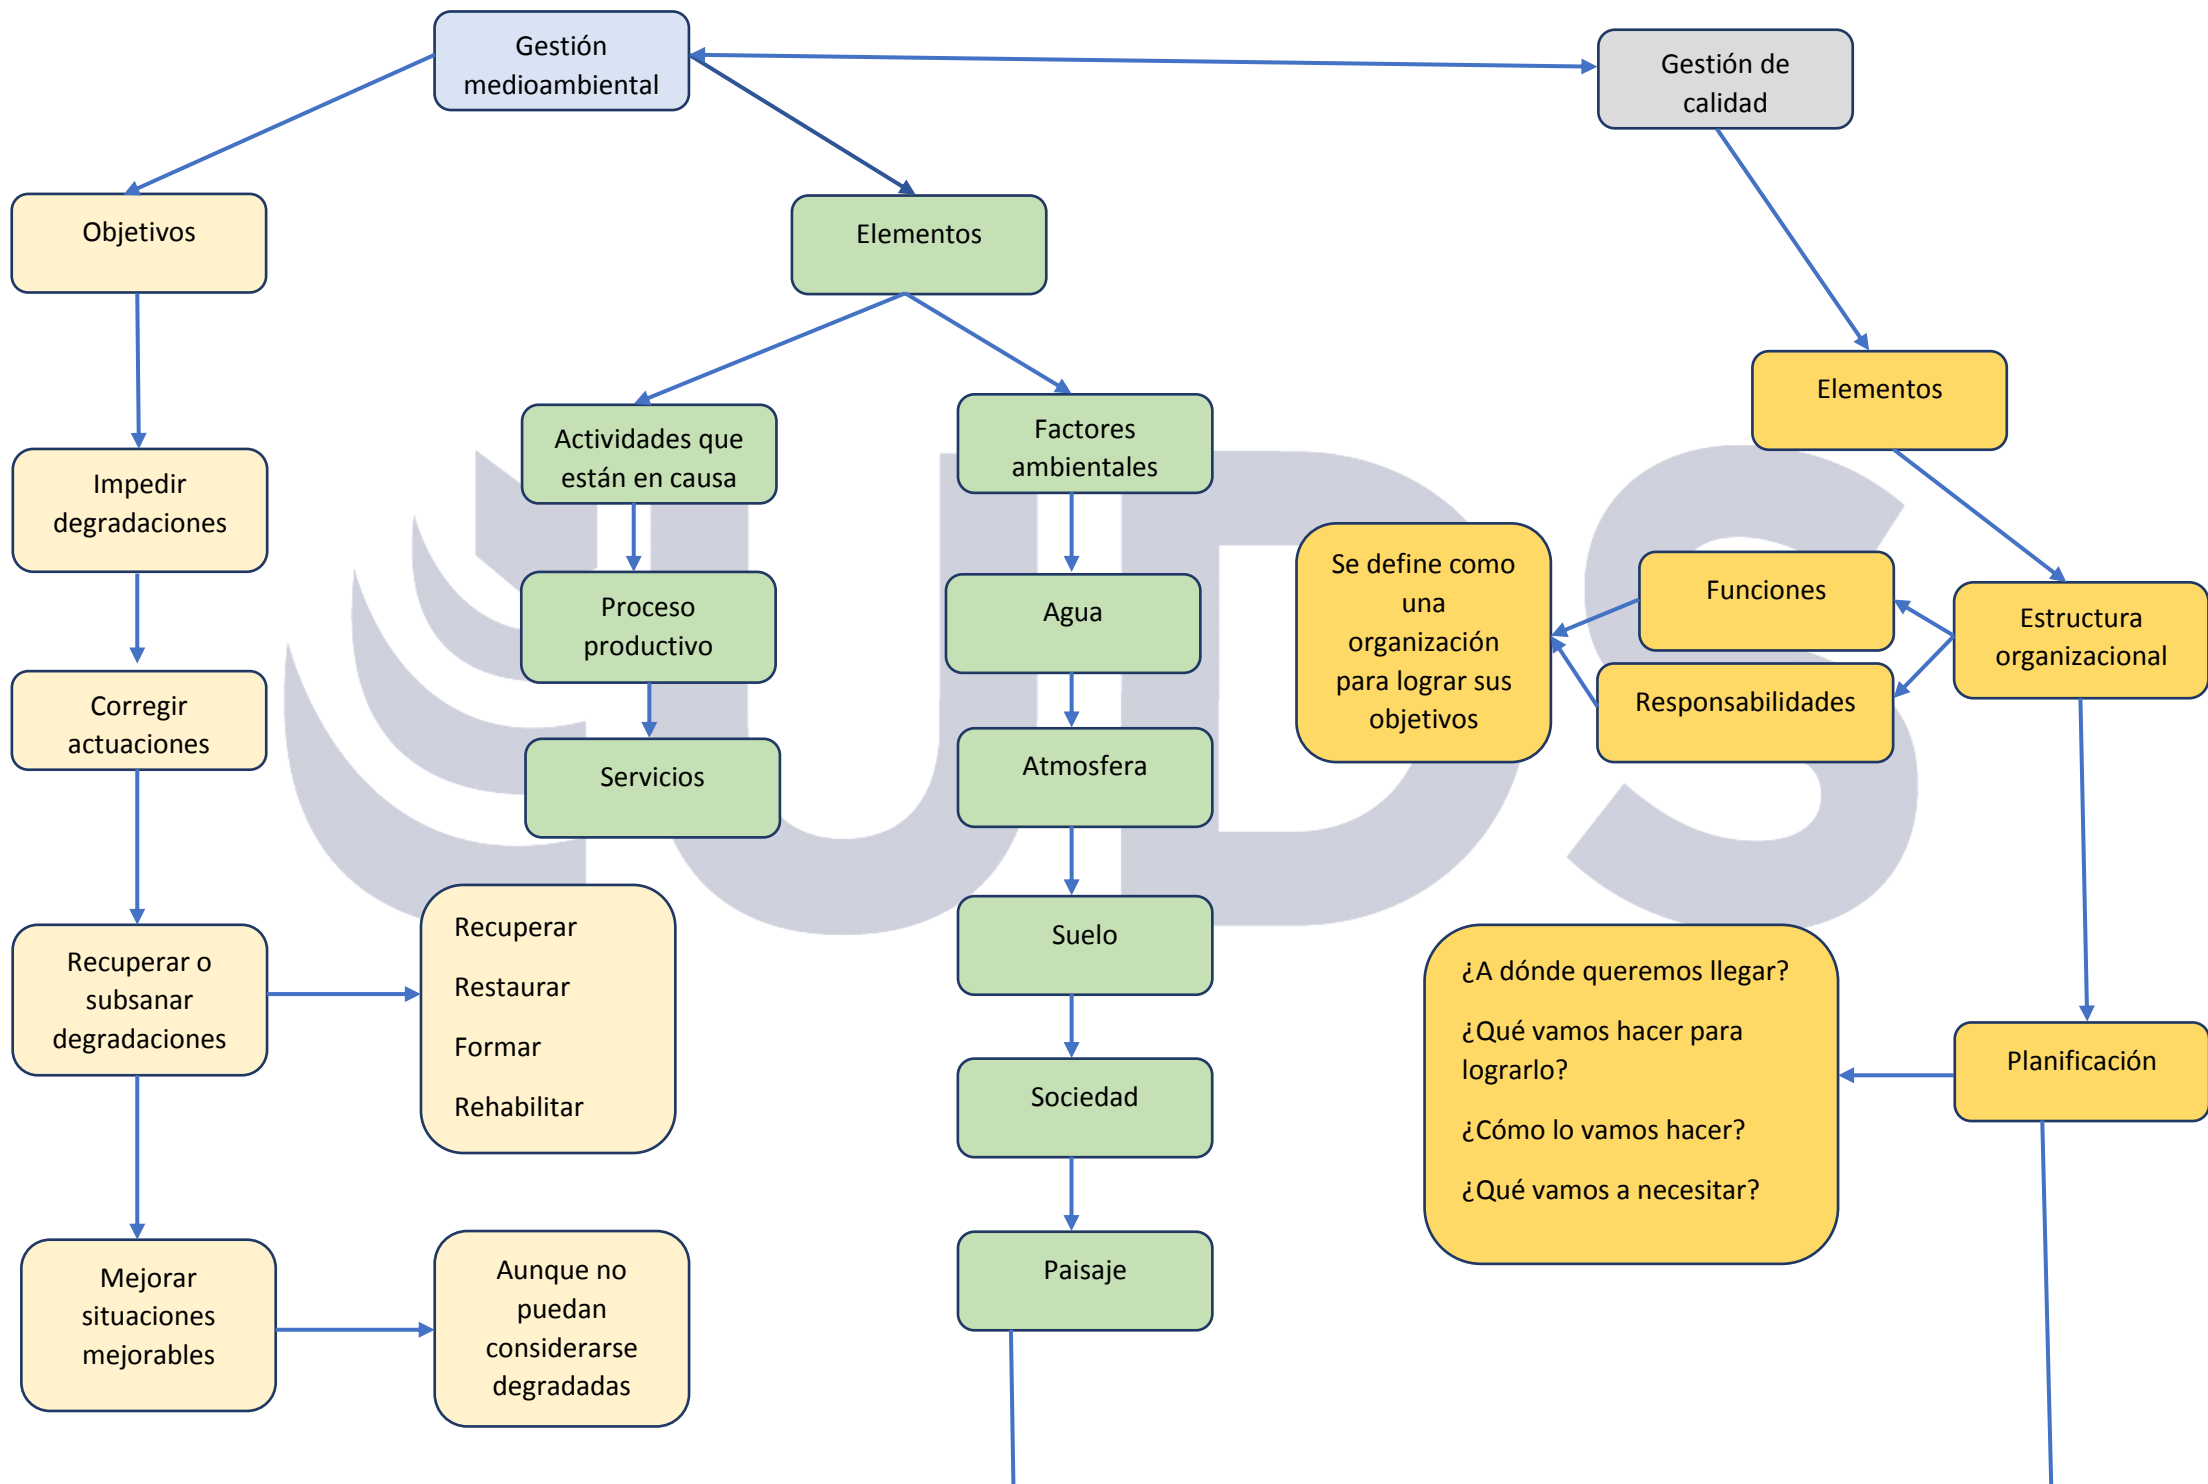 Gestión
medioambiental
Gestión de
calidad
Objetivos
Elementos
Elementos
Actividades que
están en causa
Factores
ambientales
Impedir
degradaciones
Se define como
una
organización
para lograr sus
objetivos
Funciones
Responsabilidades
Estructura
organizacional
Proceso
productivo
Agua
Corregir
actuaciones
Servicios
Atmosfera
Recuperar o
subsanar
degradaciones
Recuperar
Restaurar
Formar
Rehabilitar
Suelo
¿A dónde queremos llegar?
¿Qué vamos hacer para
lograrlo?
¿Cómo lo vamos hacer?
¿Qué vamos a necesitar?
Planificación
Sociedad
Mejorar
situaciones
mejorables
Aunque no
puedan
considerarse
degradadas
Paisaje
UDS